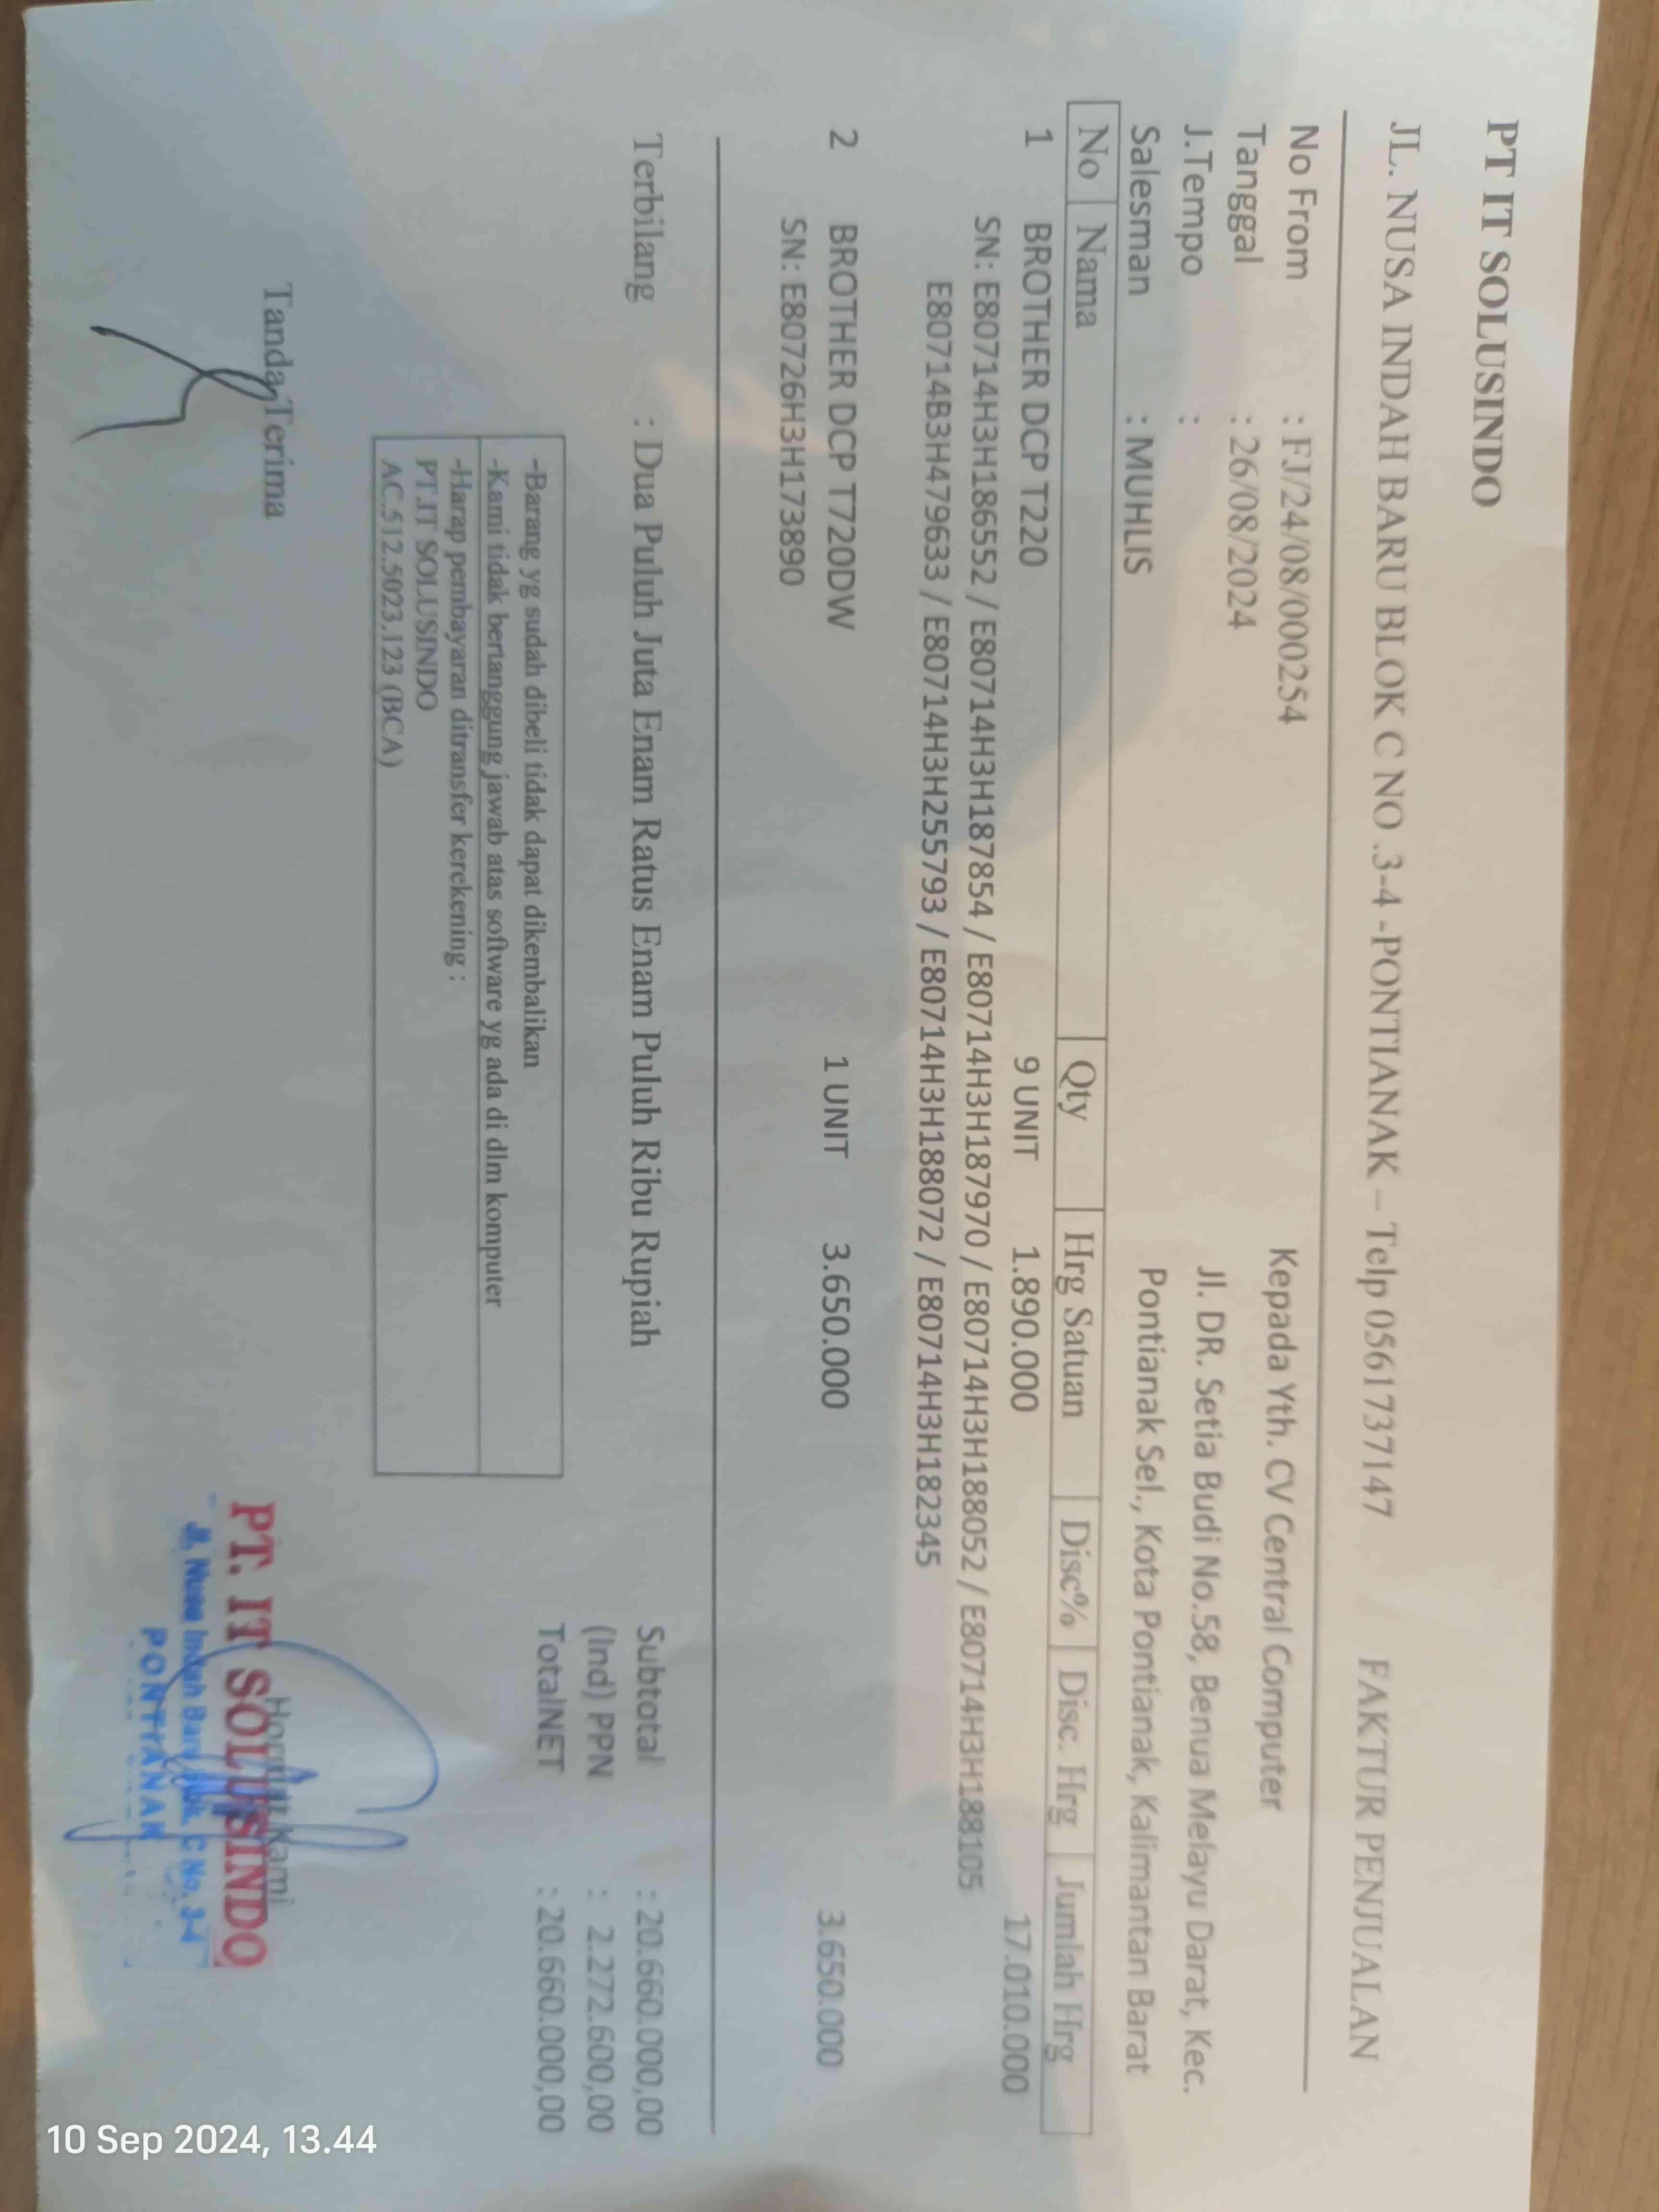 PT IT SOLUSINDO
JL. NUSA INDAH BARU BLOK C NO .3-4 -PONTIANAK – Telp 0561737147 FAKTUR PENJUALAN
No From : FJ/24/08/000254 Kepada Yth. CV Central Computer
Tanggal : 26/08/2024 Jl. DR. Setia Budi No.58, Benua Melayu Darat, Kec.
J.Tempo : Pontianak Sel., Kota Pontianak, Kalimantan Barat
Salesman : MUHLIS
No Nama Qty Hrg Satuan Disc% Disc. Hrg Jumlah Hrg
1 BROTHER DCP T220 9 UNIT 1.890.000 17.010.000
SN: E80714H3H186552 / E80714H3H187854 / E80714H3H187970 / E80714H3H188052 / E80714H3H188105
E80714B3H479633 / E80714H3H255793 / E80714H3H188072 / E80714H3H182345
2 BROTHER DCP T720DW 1 UNIT 3.650.000 3.650.000
SN: E80726H3H173890
Terbilang : Dua Puluh Juta Enam Ratus Enam Puluh Ribu Rupiah
Subtotal : 20.660.000,00
(Ind) PPN : 2.272.600,00
TotalNET : 20.660.000,00
-Barang yg sudah dibeli tidak dapat dikembalikan
-Kami tidak bertanggung jawab atas software yg ada di dlm komputer
-Harap pembayaran ditransfer kerekening :
PT.IT SOLUSINDO
AC.512.5023.123 (BCA)
Tanda Terima
Hormat Kami
PT. IT SOLUSINDO
Jl. Nusa Indah Baru Blok C No. 3-4
PONTIANAK
10 Sep 2024, 13.44